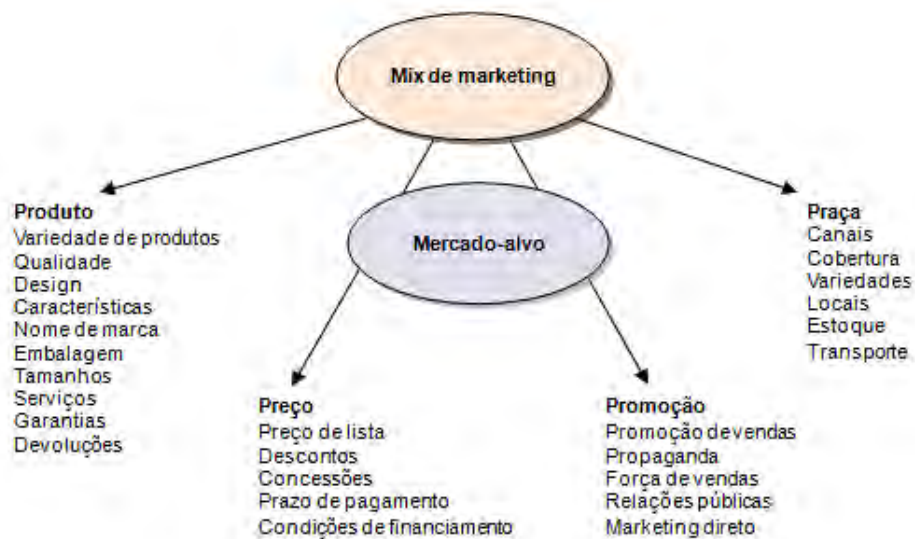 Mix de marketing
Mercado-alvo
Produto
Variedade de produtos
Qualidade
Design
Características
Nome de marca
Embalagem
Tamanhos
Serviços
Garantias
Devoluções
Preço
Preço de lista
Descontos
Concessões
Prazo de pagamento
Condições de financiamento
Promoção
Promoção de vendas
Propaganda
Força de vendas
Relações públicas
Marketing direto
Praça
Canais
Cobertura
Variedades
Locais
Estoque
Transporte